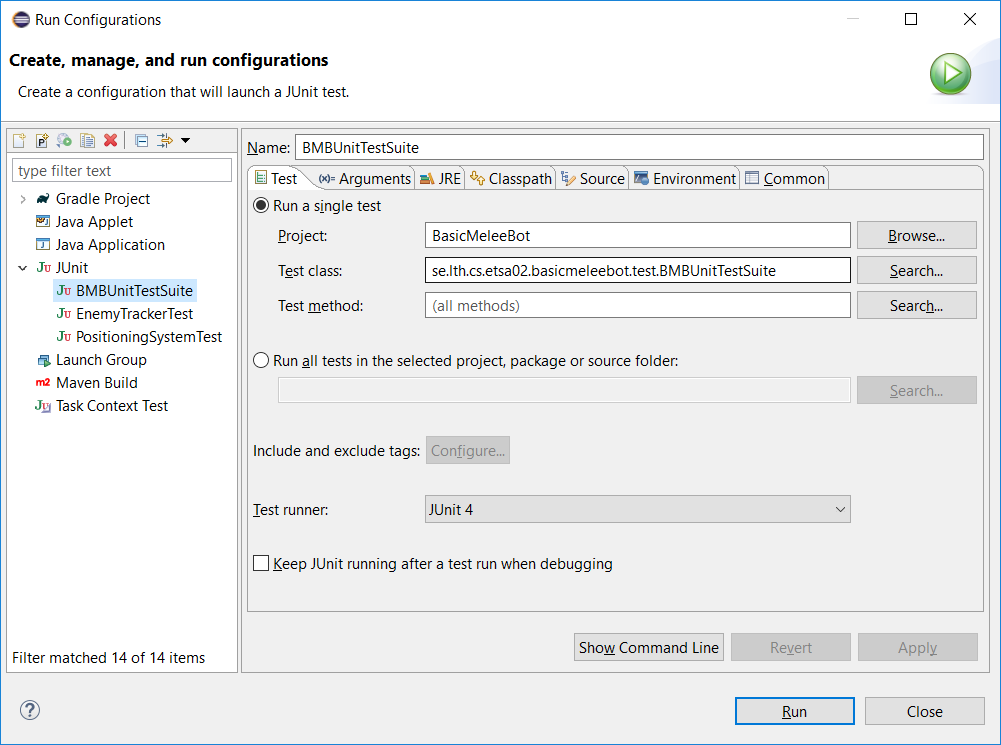 Run Configurations
Create, manage, and run configurations
Create a configuration that will launch a JUnit test.
type filter text
Gradle Project
Java Applet
Java Application
JUnit
BMBUnitTestSuite
EnemyTrackerTest
PositioningSystemTest
Launch Group
Maven Build
Task Context Test
Filter matched 14 of 14 items
Name: BMBUnitTestSuite
Test Arguments JRE Classpath Source Environment Common
Run a single test
Project: BasicMeleeBot Browse...
Test class: se.lth.cs.etsa02.basicmeleebot.test.BMBUnitTestSuite Search...
Test method: (all methods) Search...
Run all tests in the selected project, package or source folder:
Search...
Include and exclude tags: Configure...
Test runner: JUnit 4
Keep JUnit running after a test run when debugging
Show Command Line Revert Apply
Run Close